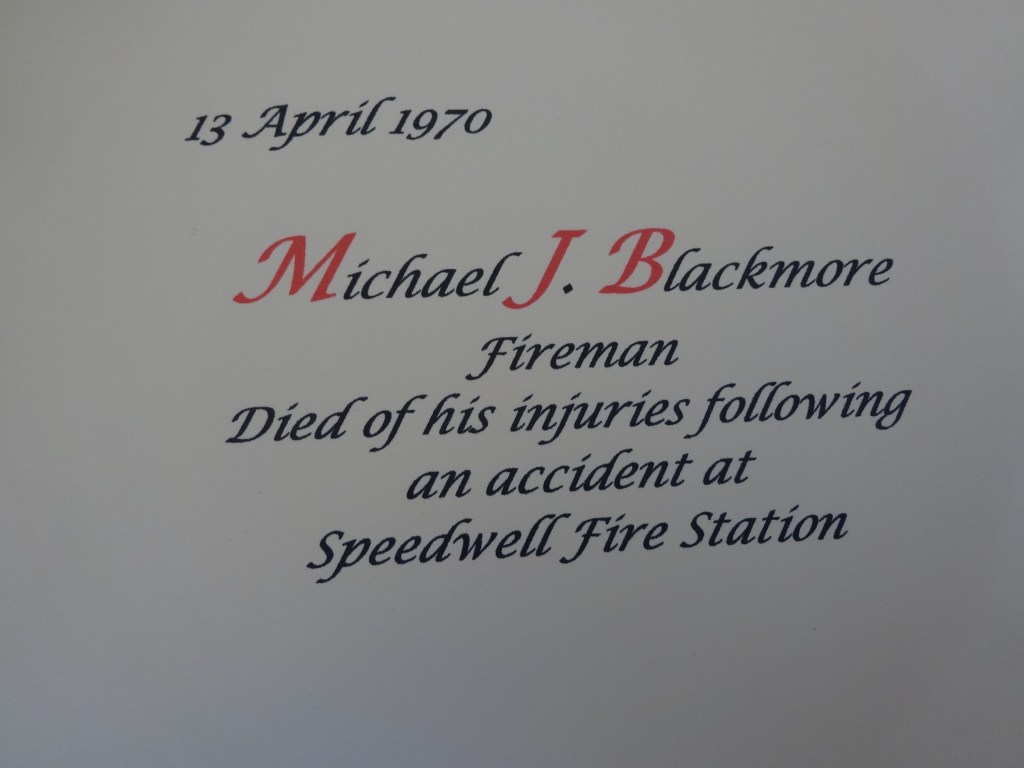 13 April 1970
Michael J. Blackmore
Fireman
Died of his injuries following
an accident at
Speedwell Fire Station